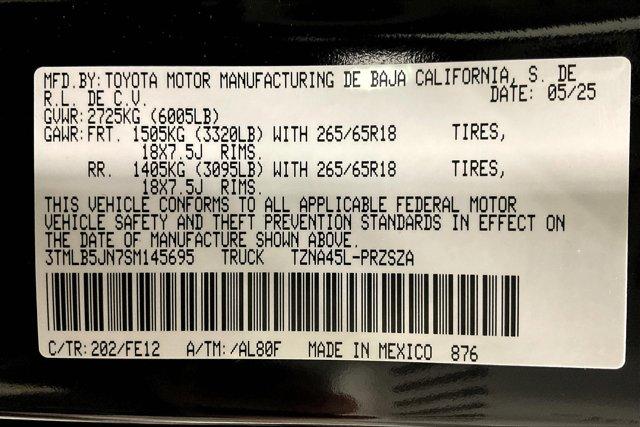 MFD.BY:TOYOTA MOTOR MANUFACTURING DE BAJA CALIFORNIA, S. DE
R.L. DE C.V. DATE: 05/25
GVWR:2725KG (6005LB)
GAWR:FRT. 1505KG (3320LB) WITH 265/65R18 TIRES,
18X7.5J RIMS.
RR. 1405KG (3095LB) WITH 265/65R18 TIRES,
18X7.5J RIMS.
THIS VEHICLE CONFORMS TO ALL APPLICABLE FEDERAL MOTOR
VEHICLE SAFETY AND THEFT PREVENTION STANDARDS IN EFFECT ON
THE DATE OF MANUFACTURE SHOWN ABOVE.
3TMLB5JN7SM145695 TRUCK TZNA45L-PRZSZA
C/TR:202/FE12 A/TM:/AL80F MADE IN MEXICO 876